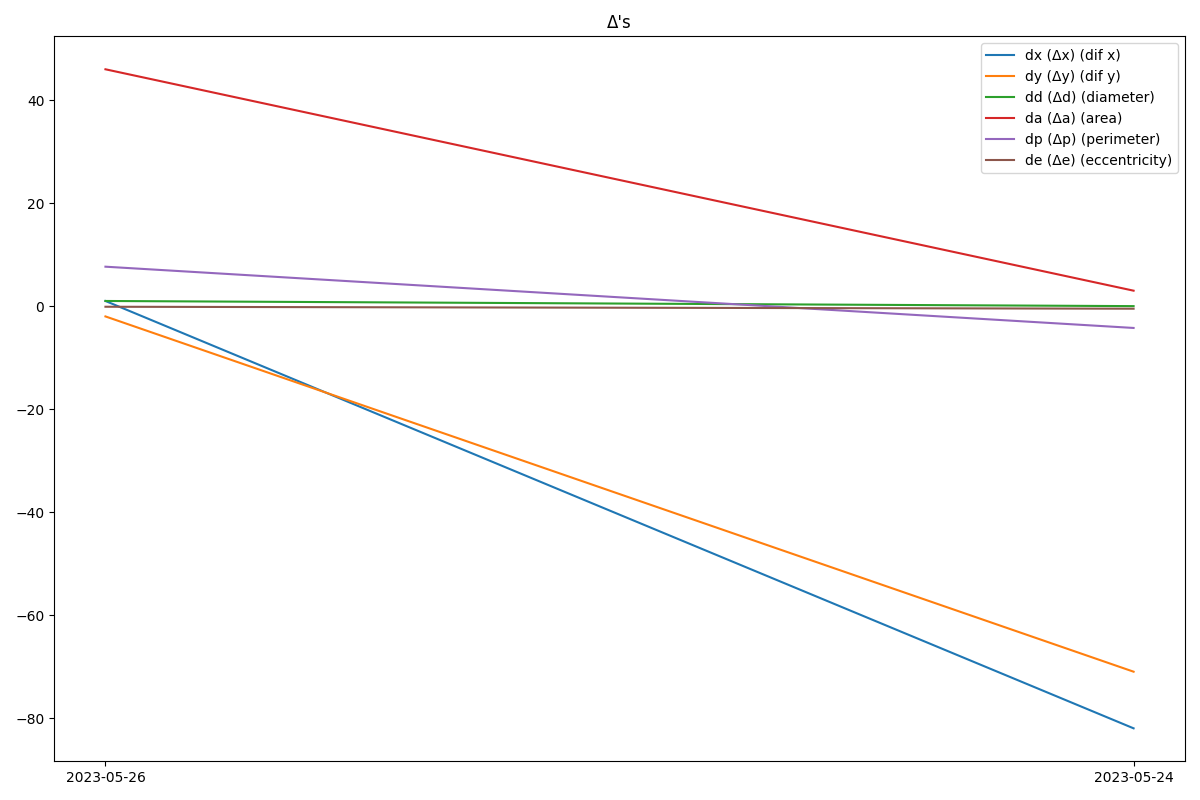 Δ's
dx (Δx) (dif x)
dy (Δy) (dif y)
dd (Δd) (diameter)
da (Δa) (area)
dp (Δp) (perimeter)
de (Δe) (eccentricity)
40
20
0
−20
−40
−60
−80
2023-05-26
2023-05-24